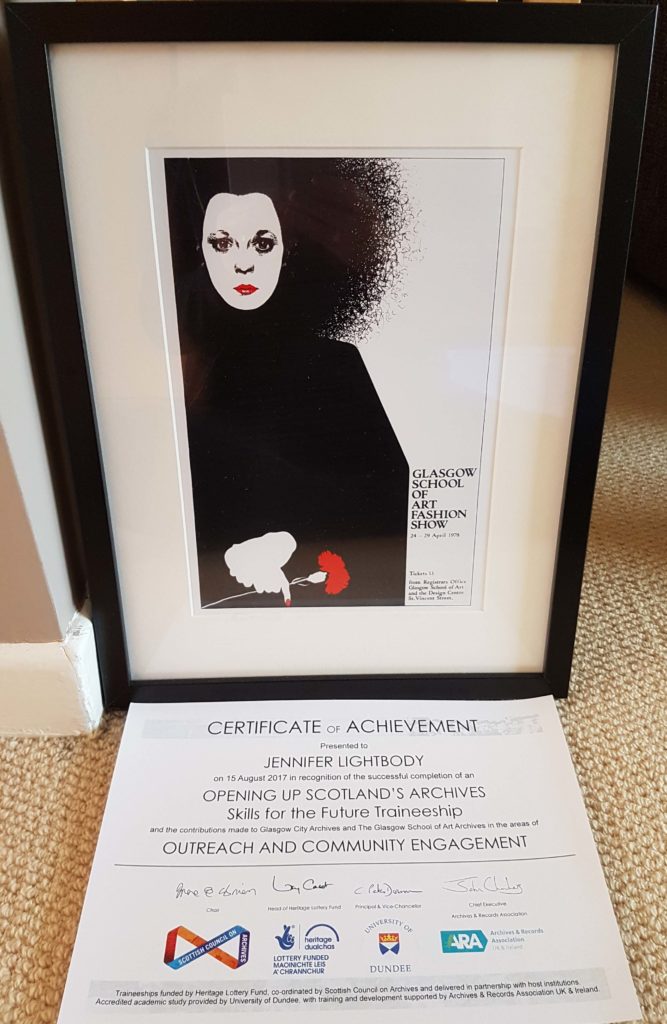 GLASGOW
SCHOOL
OF
ART
FASHION
SHOW
24 - 29 April 1978
Tickets £1
from Registrars Office
Glasgow School of Art
and the Design Centre
St. Vincent Street.
CERTIFICATE OF ACHIEVEMENT
Presented to
JENNIFER LIGHTBODY
on 15 August 2017 in recognition of the successful completion of an
OPENING UP SCOTLAND'S ARCHIVES
Skills for the Future Traineeship
and the contributions made to Glasgow City Archives and The Glasgow School of Art Archives in the areas of
OUTREACH AND COMMUNITY ENGAGEMENT
Chair
Head of Heritage Lottery Fund
Principal & Vice-Chancellor
Chief Executive
Archives & Records Association
SCOTTISH COUNCIL ON
ARCHIVES
heritage
dualchas
LOTTERY FUNDED
MAOINICHTE LEIS
A' CHRANNCHUR
UNIVERSITY OF
DUNDEE
ARA
Archives & Records
Association
UK & Ireland
Traineeships funded by Heritage Lottery Fund, co-ordinated by Scottish Council on Archives and delivered in partnership with host institutions.
Accredited academic study provided by University of Dundee, with training and development supported by Archives & Records Association UK & Ireland.